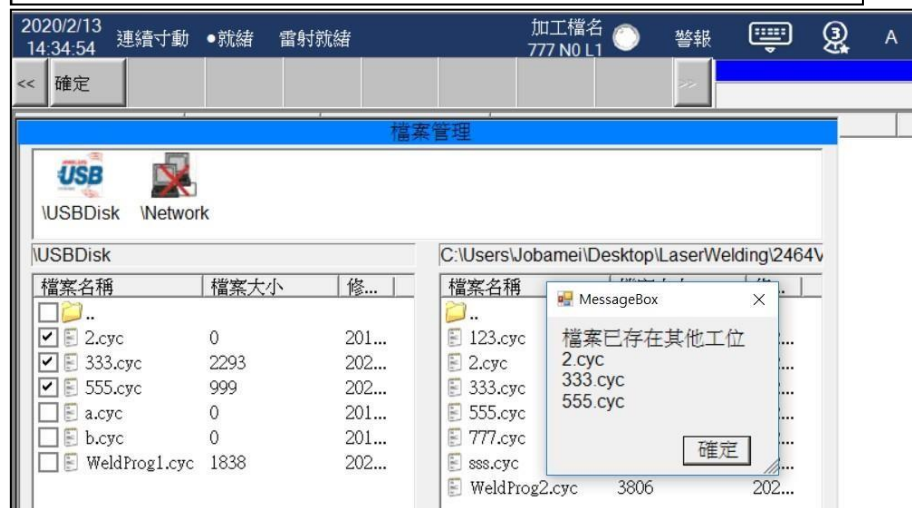 2020/2/13
14:34:54
連續寸動 ●就緒 雷射就緒
加工檔名
777 N0 L1
警報
3
A
<< 確定 >>
檔案管理
USB
\USBDisk \Network
\USBDisk C:\Users\Jobamei\Desktop\LaserWelding\2464V
檔案名稱 檔案大小 修...
..
2.cyc 0 201...
333.cyc 2293 202...
555.cyc 999 202...
a.cyc 0 201...
b.cyc 0 201...
WeldProg1.cyc 1838 202...
檔案名稱
..
123.cyc
2.cyc
333.cyc
555.cyc
777.cyc
sss.cyc
WeldProg2.cyc 3806 202...
MessageBox
檔案已存在其他工位
2.cyc
333.cyc
555.cyc
確定